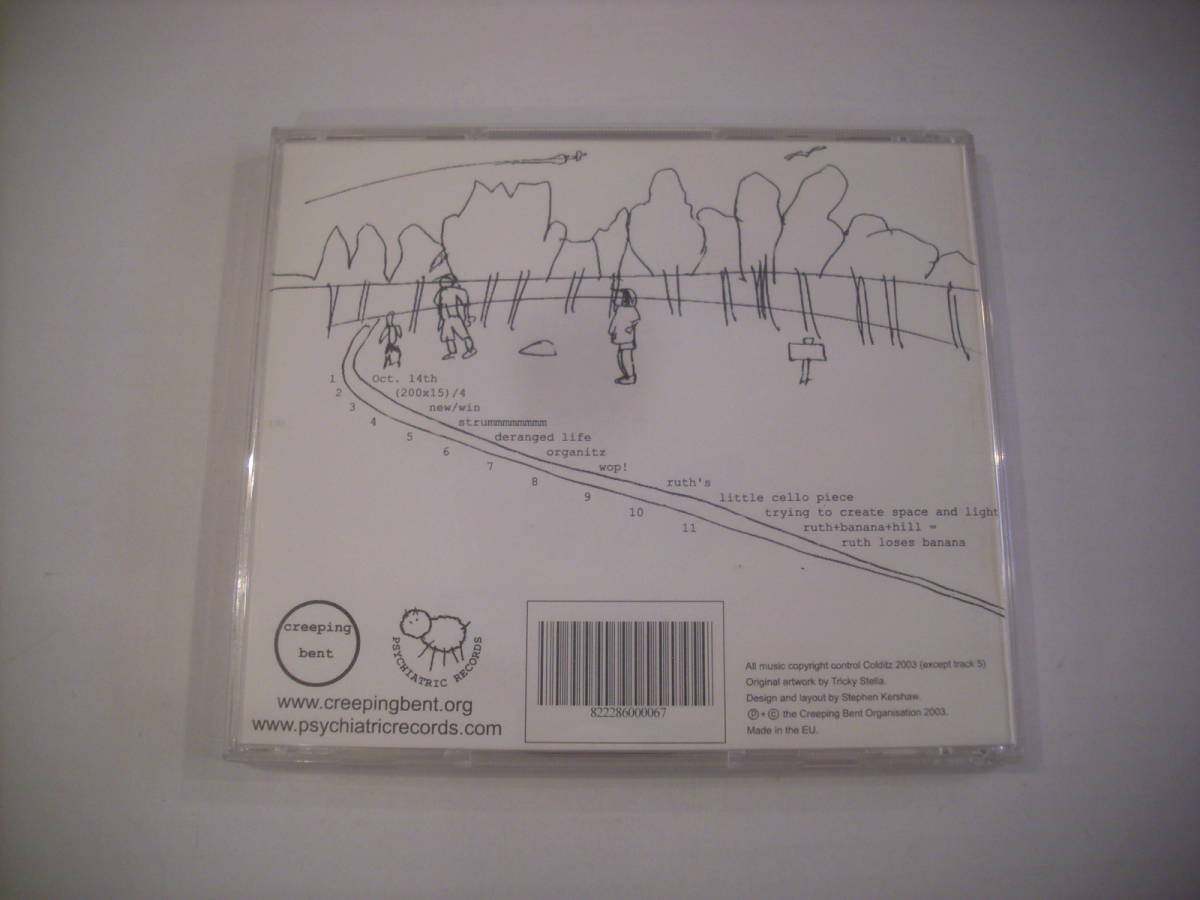 1 Oct. 14th
2 (200x15)/4
3 new/win
4 strummmmmmmm
5 deranged life
6 organitz
7 wop!
8 ruth's
9 little cello piece
10 trying to create space and light
11 ruth+banana+hill =
ruth loses banana
creeping
bent
PSYCHIATRIC RECORDS
www.creepingbent.org
www.psychiatricrecords.com
822286000067
All music copyright control Colditz 2003 (except track 5)
Original artwork by Tricky Stella.
Design and layout by Stephen Kershaw.
℗+© the Creeping Bent Organisation 2003.
Made in the EU.